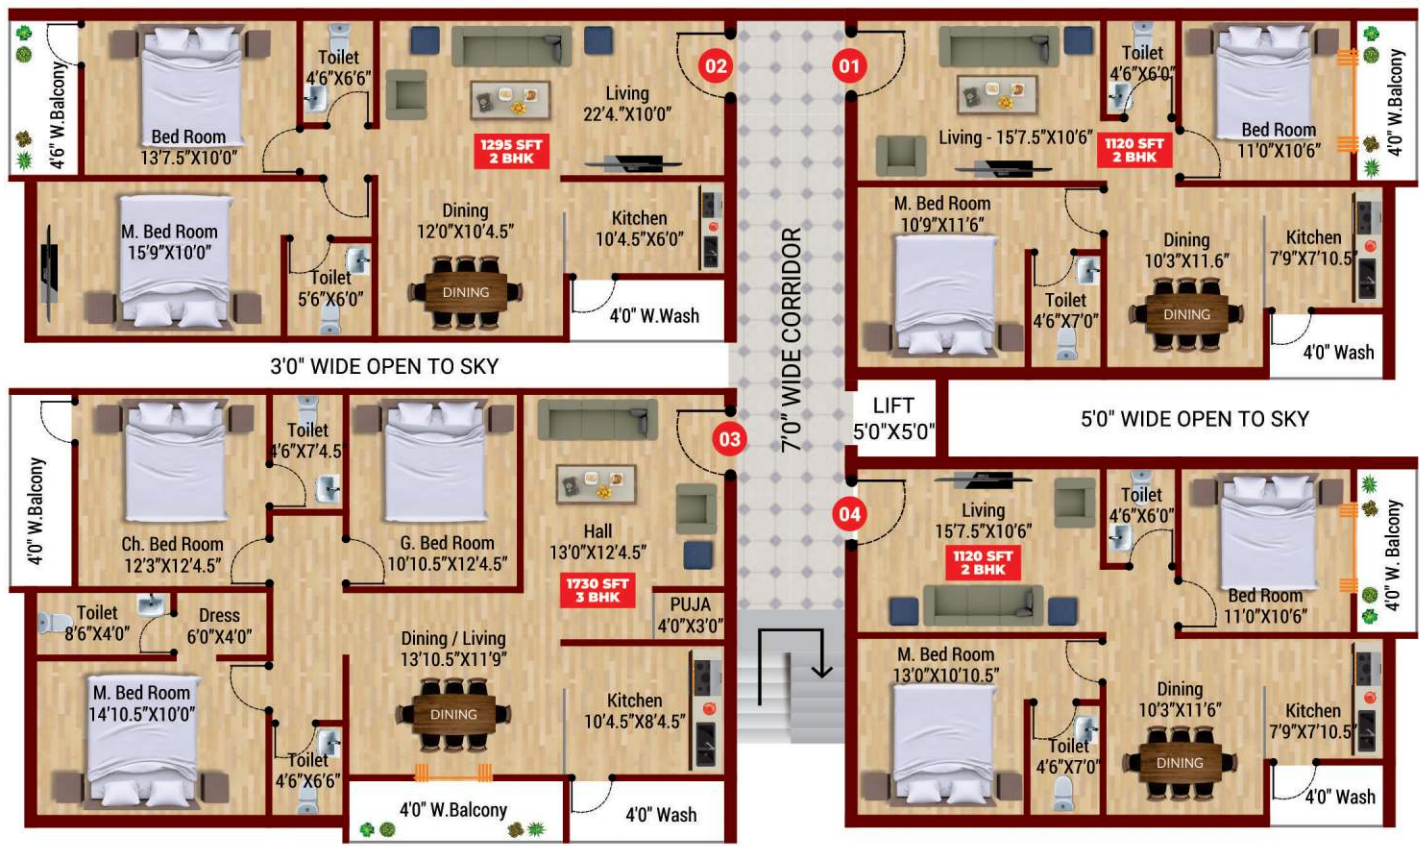 4'6" W.Balcony
Bed Room
13'7.5"X10'0"
Toilet
4'6"X6'6"
Living
22'4."X10'0"
02
1295 SFT
2 BHK
M. Bed Room
15'9"X10'0"
Toilet
5'6"X6'0"
Dining
12'0"X10'4.5"
DINING
Kitchen
10'4.5"X6'0"
4'0" W.Wash
01
Living - 15'7.5"X10'6"
Toilet
4'6"X6'0"
1120 SFT
2 BHK
Bed Room
11'0"X10'6"
4'0" W.Balcony
M. Bed Room
10'9"X11'6"
Toilet
4'6"X7'0"
Dining
10'3"X11.6"
DINING
Kitchen
7'9"X7'10.5"
4'0" Wash
7'0" WIDE CORRIDOR
3'0" WIDE OPEN TO SKY
LIFT
5'0"X5'0"
5'0" WIDE OPEN TO SKY
4'0" W.Balcony
Ch. Bed Room
12'3"X12'4.5"
Toilet
4'6"X7'4.5"
G. Bed Room
10'10.5"X12'4.5"
Hall
13'0"X12'4.5"
03
1730 SFT
3 BHK
Toilet
8'6"X4'0"
Dress
6'0"X4'0"
PUJA
4'0"X3'0"
Dining / Living
13'10.5"X11'9"
DINING
M. Bed Room
14'10.5"X10'0"
Toilet
4'6"X6'6"
Kitchen
10'4.5"X8'4.5"
4'0" W.Balcony
4'0" Wash
04
Living
15'7.5"X10'6"
1120 SFT
2 BHK
Toilet
4'6"X6'0"
Bed Room
11'0"X10'6"
4'0" W. Balcony
M. Bed Room
13'0"X10'10.5"
Toilet
4'6"X7'0"
Dining
10'3"X11'6"
DINING
Kitchen
7'9"X7'10.5"
4'0" Wash